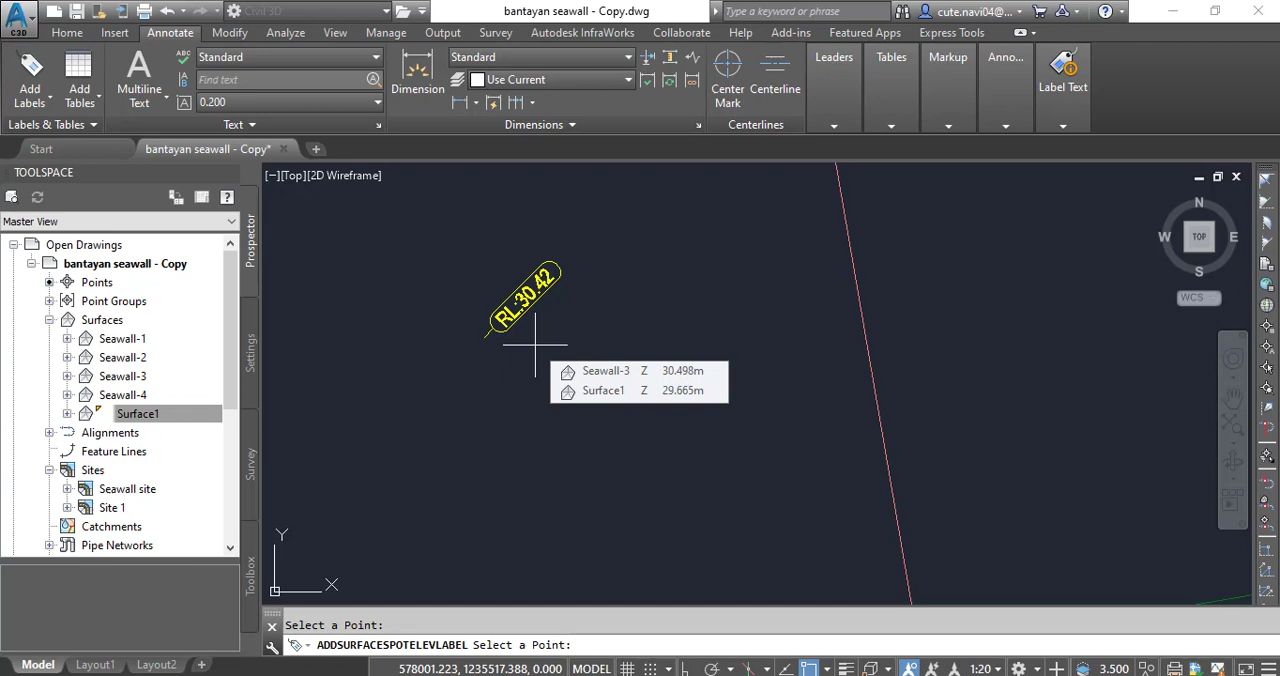 C3D
Civil 3D
bantayan seawall - Copy.dwg
Type a keyword or phrase
cute.navi04@...
Home Insert Annotate Modify Analyze View Manage Output Survey Autodesk InfraWorks Collaborate Help Add-ins Featured Apps Express Tools
Add Labels
Add Tables
Labels & Tables
Multiline Text
Standard
Find text
0.200
Text
Dimension
Standard
Use Current
Dimensions
Center Mark
Centerline
Centerlines
Leaders
Tables
Markup
Anno...
Label Text
Start
bantayan seawall - Copy*
TOOLSPACE
Master View
Open Drawings
bantayan seawall - Copy
Points
Point Groups
Surfaces
Seawall-1
Seawall-2
Seawall-3
Seawall-4
Surface1
Alignments
Feature Lines
Sites
Seawall site
Site 1
Catchments
Pipe Networks
Prospector
Settings
Survey
Toolbox
[−][Top][2D Wireframe]
RL:30.42
Seawall-3 Z 30.498m
Surface1 Z 29.665m
N
W TOP E
S
WCS
Y
X
Select a Point:
ADDSURFACESPOTELEVLABEL Select a Point:
Model Layout1 Layout2
578001.223, 1235517.388, 0.000 MODEL 1:20 3.500